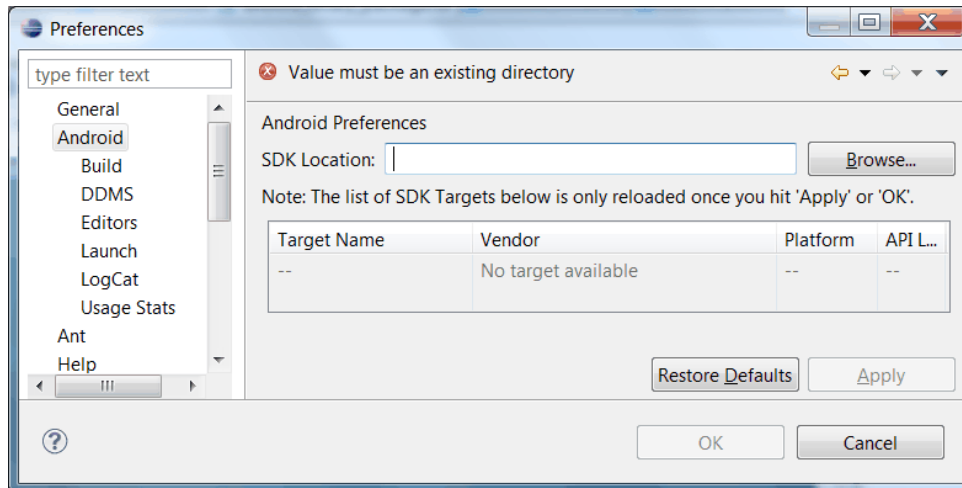 Preferences
type filter text
General
Android
Build
DDMS
Editors
Launch
LogCat
Usage Stats
Ant
Help
Value must be an existing directory
Android Preferences
SDK Location:
Browse...
Note: The list of SDK Targets below is only reloaded once you hit 'Apply' or 'OK'.
Target Name Vendor Platform API L...
-- No target available -- --
Restore Defaults Apply
? OK Cancel